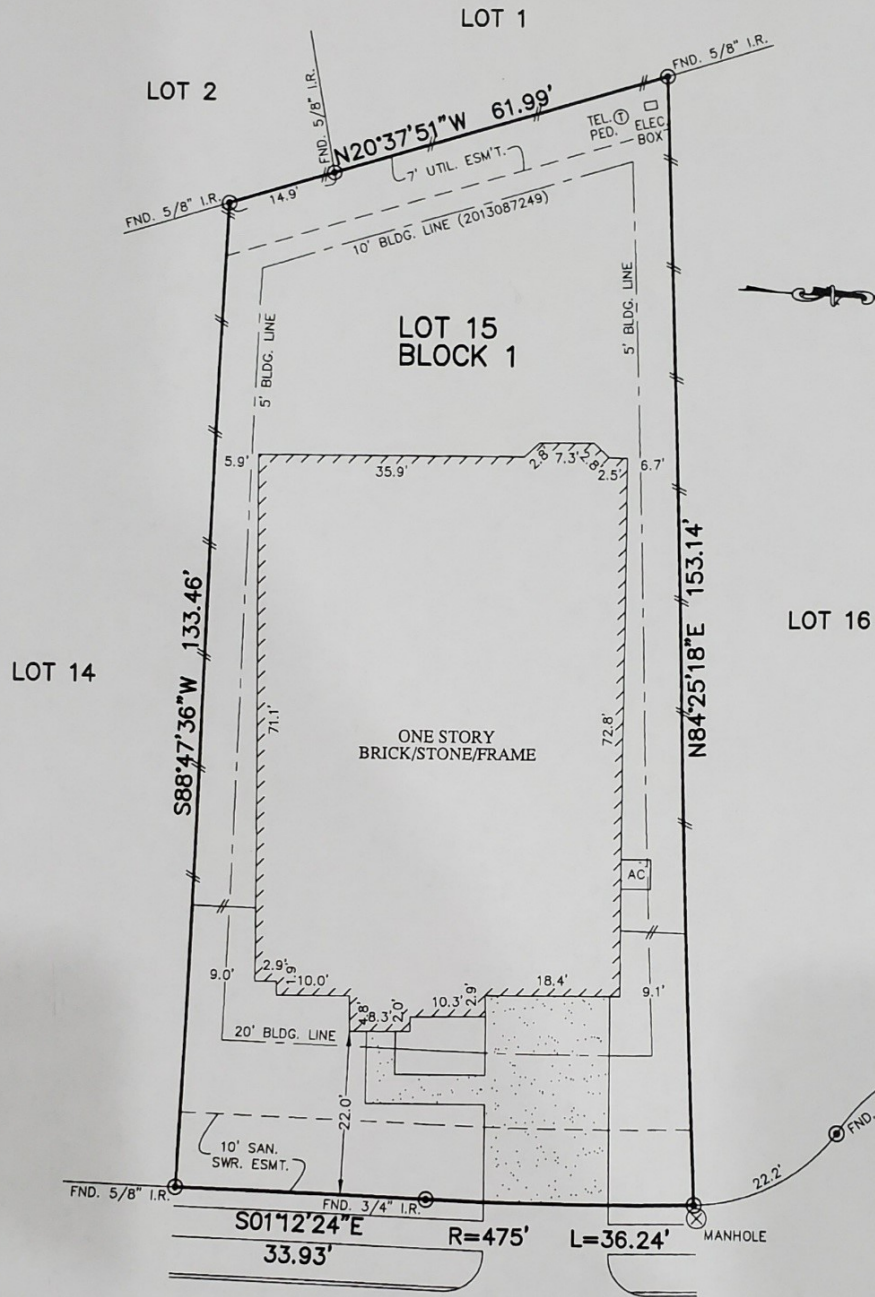 LOT 1
LOT 2
FND. 5/8" I.R.
FND. 5/8" I.R.
N20°37'51"W 61.99'
TEL. Ⓣ
PED.
ELEC
BOX
7' UTIL. ESM'T.
14.9'
FND. 5/8" I.R.
10' BLDG. LINE (2013087249)
LOT 15
BLOCK 1
5' BLDG. LINE
5' BLDG. LINE
5.9'
35.9'
2.8'
7.3'
2.8'
2.5'
6.7'
S88°47'36"W 133.46'
N84°25'18"E 153.14'
LOT 14
LOT 16
71.1'
72.8'
ONE STORY
BRICK/STONE/FRAME
AC
9.0'
2.9'
1.9'
10.0'
4.8'
8.3'
2.0'
10.3'
2.9
18.4'
9.1'
20' BLDG. LINE
22.0'
10' SAN.
SWR. ESMT.
FND.
22.2'
FND. 5/8" I.R.
FND. 3/4" I.R.
S01°12'24"E
33.93'
R=475'
L=36.24'
MANHOLE